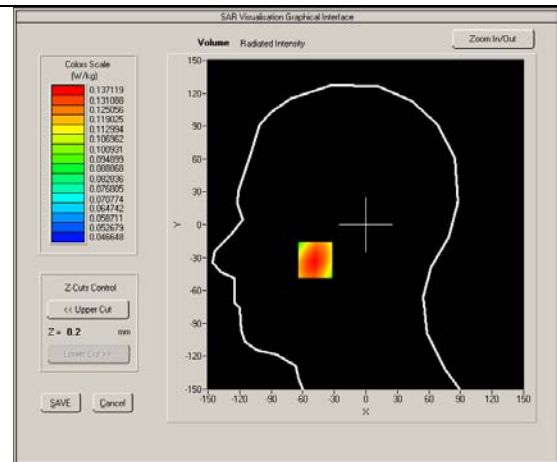 SAR Visualisation Graphical Interface
Volume Radiated Intensity
Zoom In/Out
Colors Scale
(W/kg)
0.137119
0.131088
0.125056
0.119025
0.112994
0.106962
0.100931
0.094899
0.088868
0.082836
0.076805
0.070774
0.064742
0.058711
0.052679
0.046648
Z-Cuts Control
<< Upper Cut
Z = 0.2 mm
Lower Cut >>
SAVE Cancel
150
120
90
60
30
0
-30
-60
-90
-120
-150
Y
-150 -120 -90 -60 -30 0 30 60 90 120 150
X